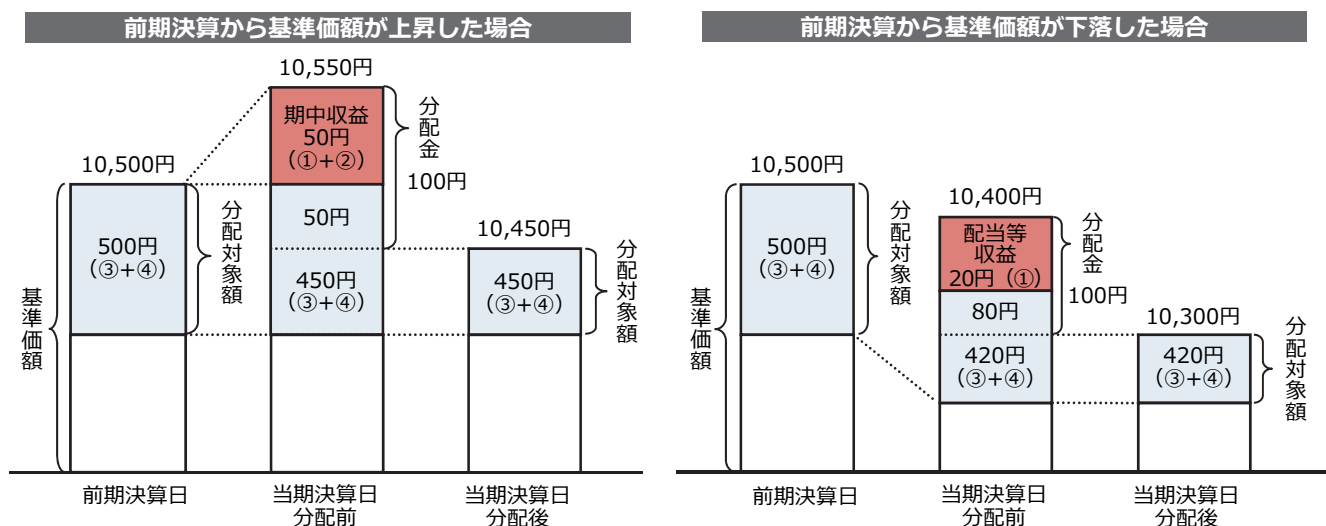 前期決算から基準価額が上昇した場合
10,550円
期中収益
50円
（①＋②）
分配金
100円
10,500円
500円
（③＋④）
分配対象額
50円
450円
（③＋④）
10,450円
450円
（③＋④）
分配対象額
基準価額
前期決算日
当期決算日
分配前
当期決算日
分配後
前期決算から基準価額が下落した場合
10,500円
500円
（③＋④）
分配対象額
10,400円
配当等
収益
20円（①）
分配金
100円
80円
420円
（③＋④）
10,300円
420円
（③＋④）
分配対象額
基準価額
前期決算日
当期決算日
分配前
当期決算日
分配後